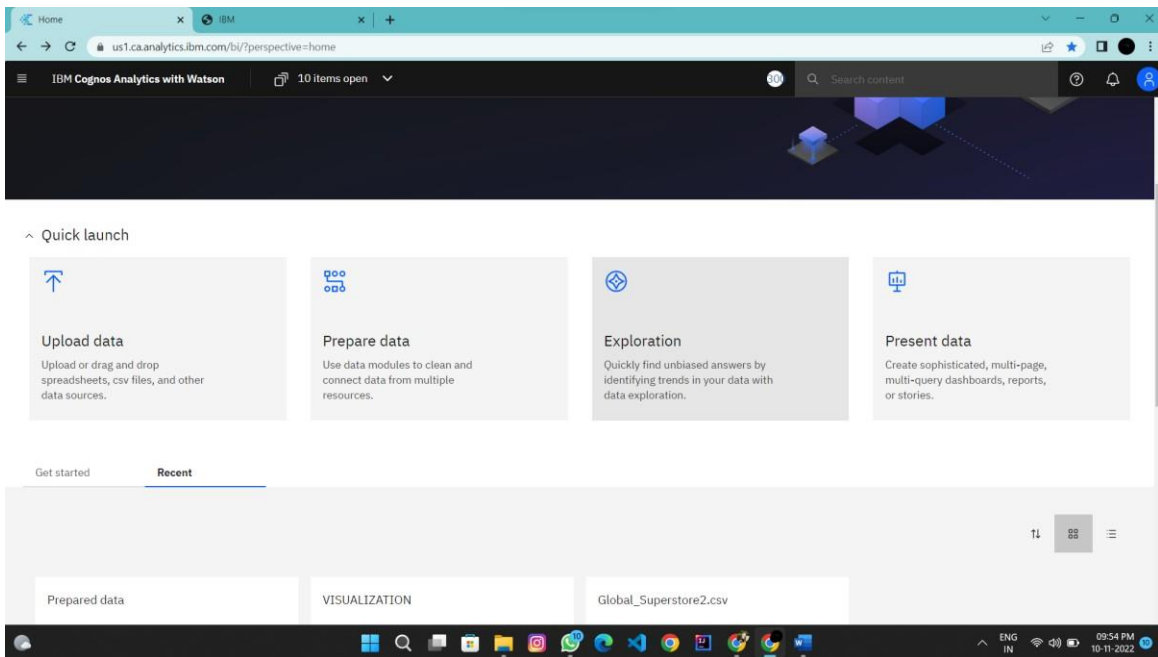 Home
IBM
us1.ca.analytics.ibm.com/bi/?perspective=home
IBM Cognos Analytics with Watson
10 items open
Search content
Quick launch
Upload data
Upload or drag and drop
spreadsheets, csv files, and other
data sources.
Prepare data
Use data modules to clean and
connect data from multiple
resources.
Exploration
Quickly find unbiased answers by
identifying trends in your data with
data exploration.
Present data
Create sophisticated, multi-page,
multi-query dashboards, reports,
or stories.
Get started
Recent
Prepared data
VISUALIZATION
Global_Superstore2.csv
ENG
IN
09:54 PM
10-11-2022